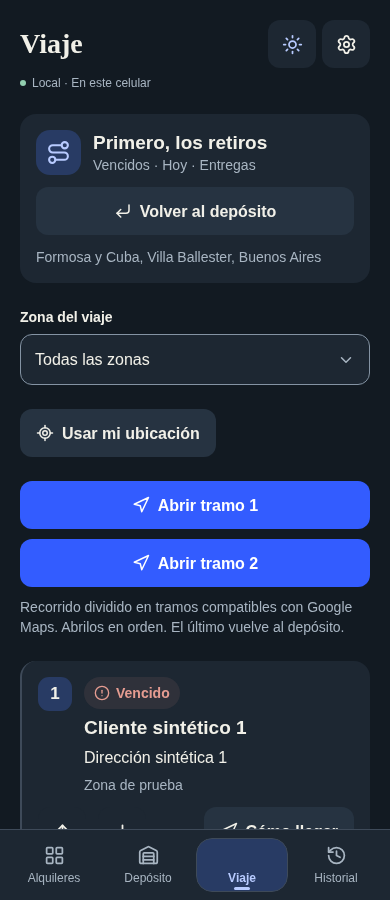 Viaje
Local · En este celular
Primero, los retiros
Vencidos · Hoy · Entregas
Volver al depósito
Formosa y Cuba, Villa Ballester, Buenos Aires
Zona del viaje
Todas las zonas
Usar mi ubicación
Abrir tramo 1
Abrir tramo 2
Recorrido dividido en tramos compatibles con Google
Maps. Abrilos en orden. El último vuelve al depósito.
1
Vencido
Cliente sintético 1
Dirección sintética 1
Zona de prueba
Cómo llegar
Alquileres
Depósito
Viaje
Historial